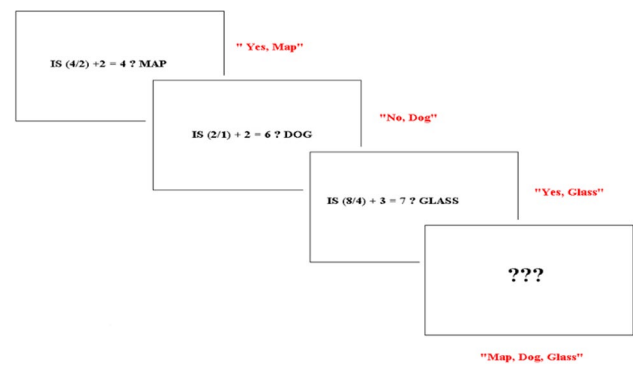 IS (4/2) +2 = 4 ? MAP
" Yes, Map"
IS (2/1) + 2 = 6 ? DOG
"No, Dog"
IS (8/4) + 3 = 7 ? GLASS
"Yes, Glass"
???
"Map, Dog, Glass"